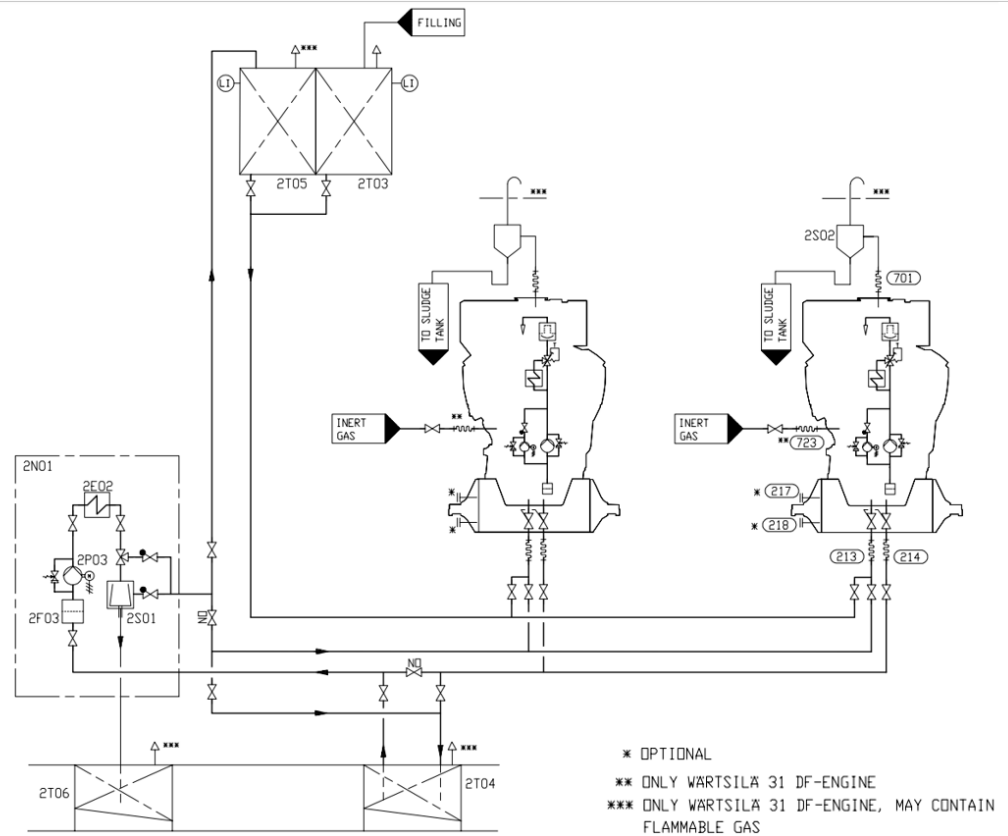 FILLING
***
LI
LI
2T05
2T03
***
***
2S02
701
TO SLUDGE
TANK
TO SLUDGE
TANK
INERT
GAS
**
INERT
GAS
**
723
2N01
2E02
*
*
* 217
* 218
2P03
213
214
2F03
2S01
NO
NO
***
***
2T06
2T04
* OPTIONAL
** ONLY WÄRTSILÄ 31 DF-ENGINE
*** ONLY WÄRTSILÄ 31 DF-ENGINE, MAY CONTAIN
FLAMMABLE GAS